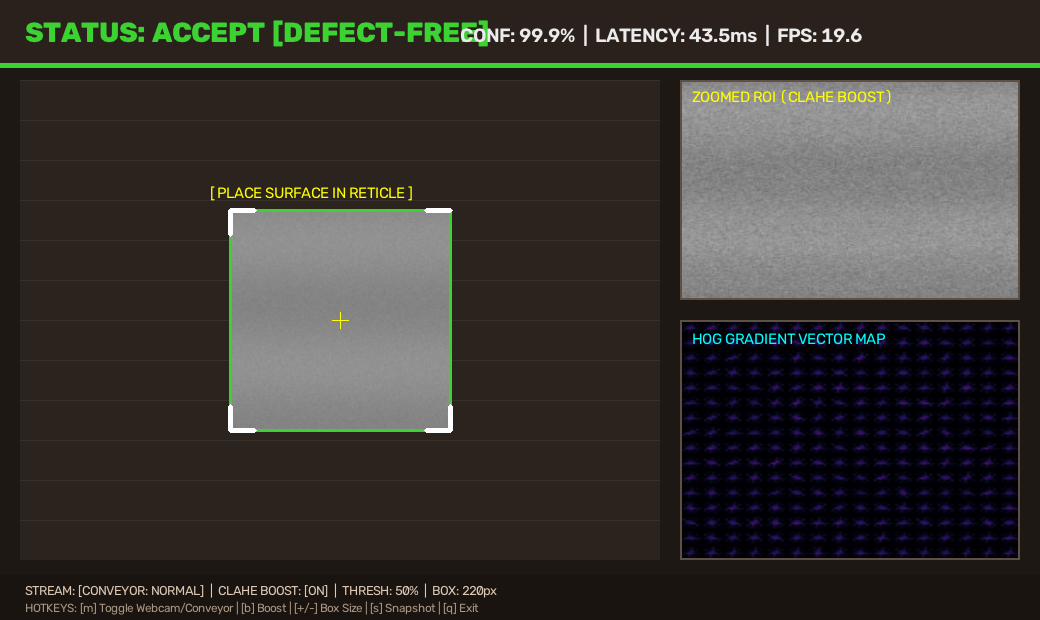 STATUS: ACCEPT [DEFECT-FREE]
CONF: 99.9% | LATENCY: 43.5ms | FPS: 19.6
ZOOMED ROI (CLAHE BOOST)
[PLACE SURFACE IN RETICLE]
HOG GRADIENT VECTOR MAP
STREAM: [CONVEYOR: NORMAL] | CLAHE BOOST: [ON] | THRESH: 50% | BOX: 220px
HOTKEYS: [m] Toggle Webcam/Conveyor | [b] Boost | [+/-] Box Size | [s] Snapshot | [q] Exit